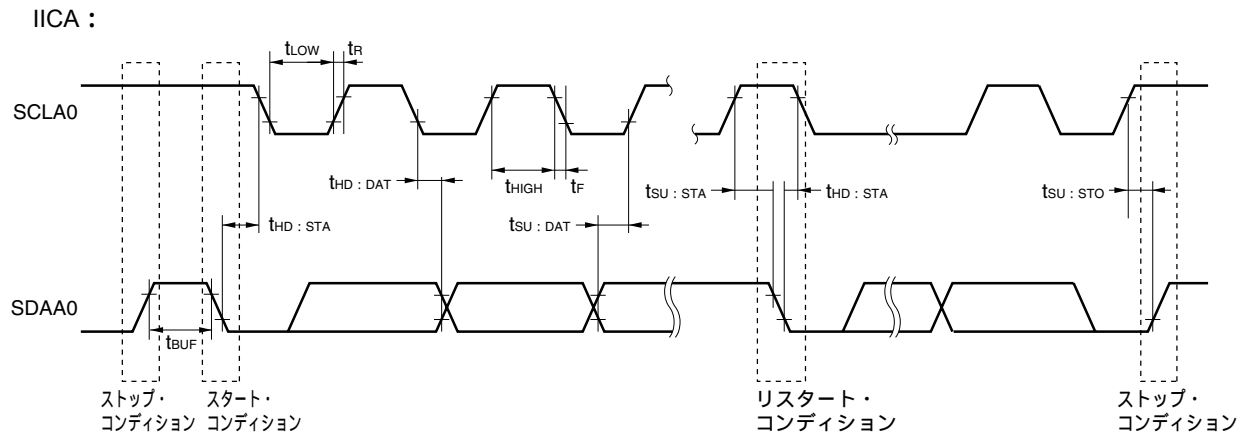 IICA：
tLOW tR
SCLA0
tHD : DAT tHIGH tF tSU : STA tHD : STA tSU : STO
tHD : STA tSU : DAT
SDAA0
tBUF
ストップ・
コンディション
スタート・
コンディション
リスタート・
コンディション
ストップ・
コンディション